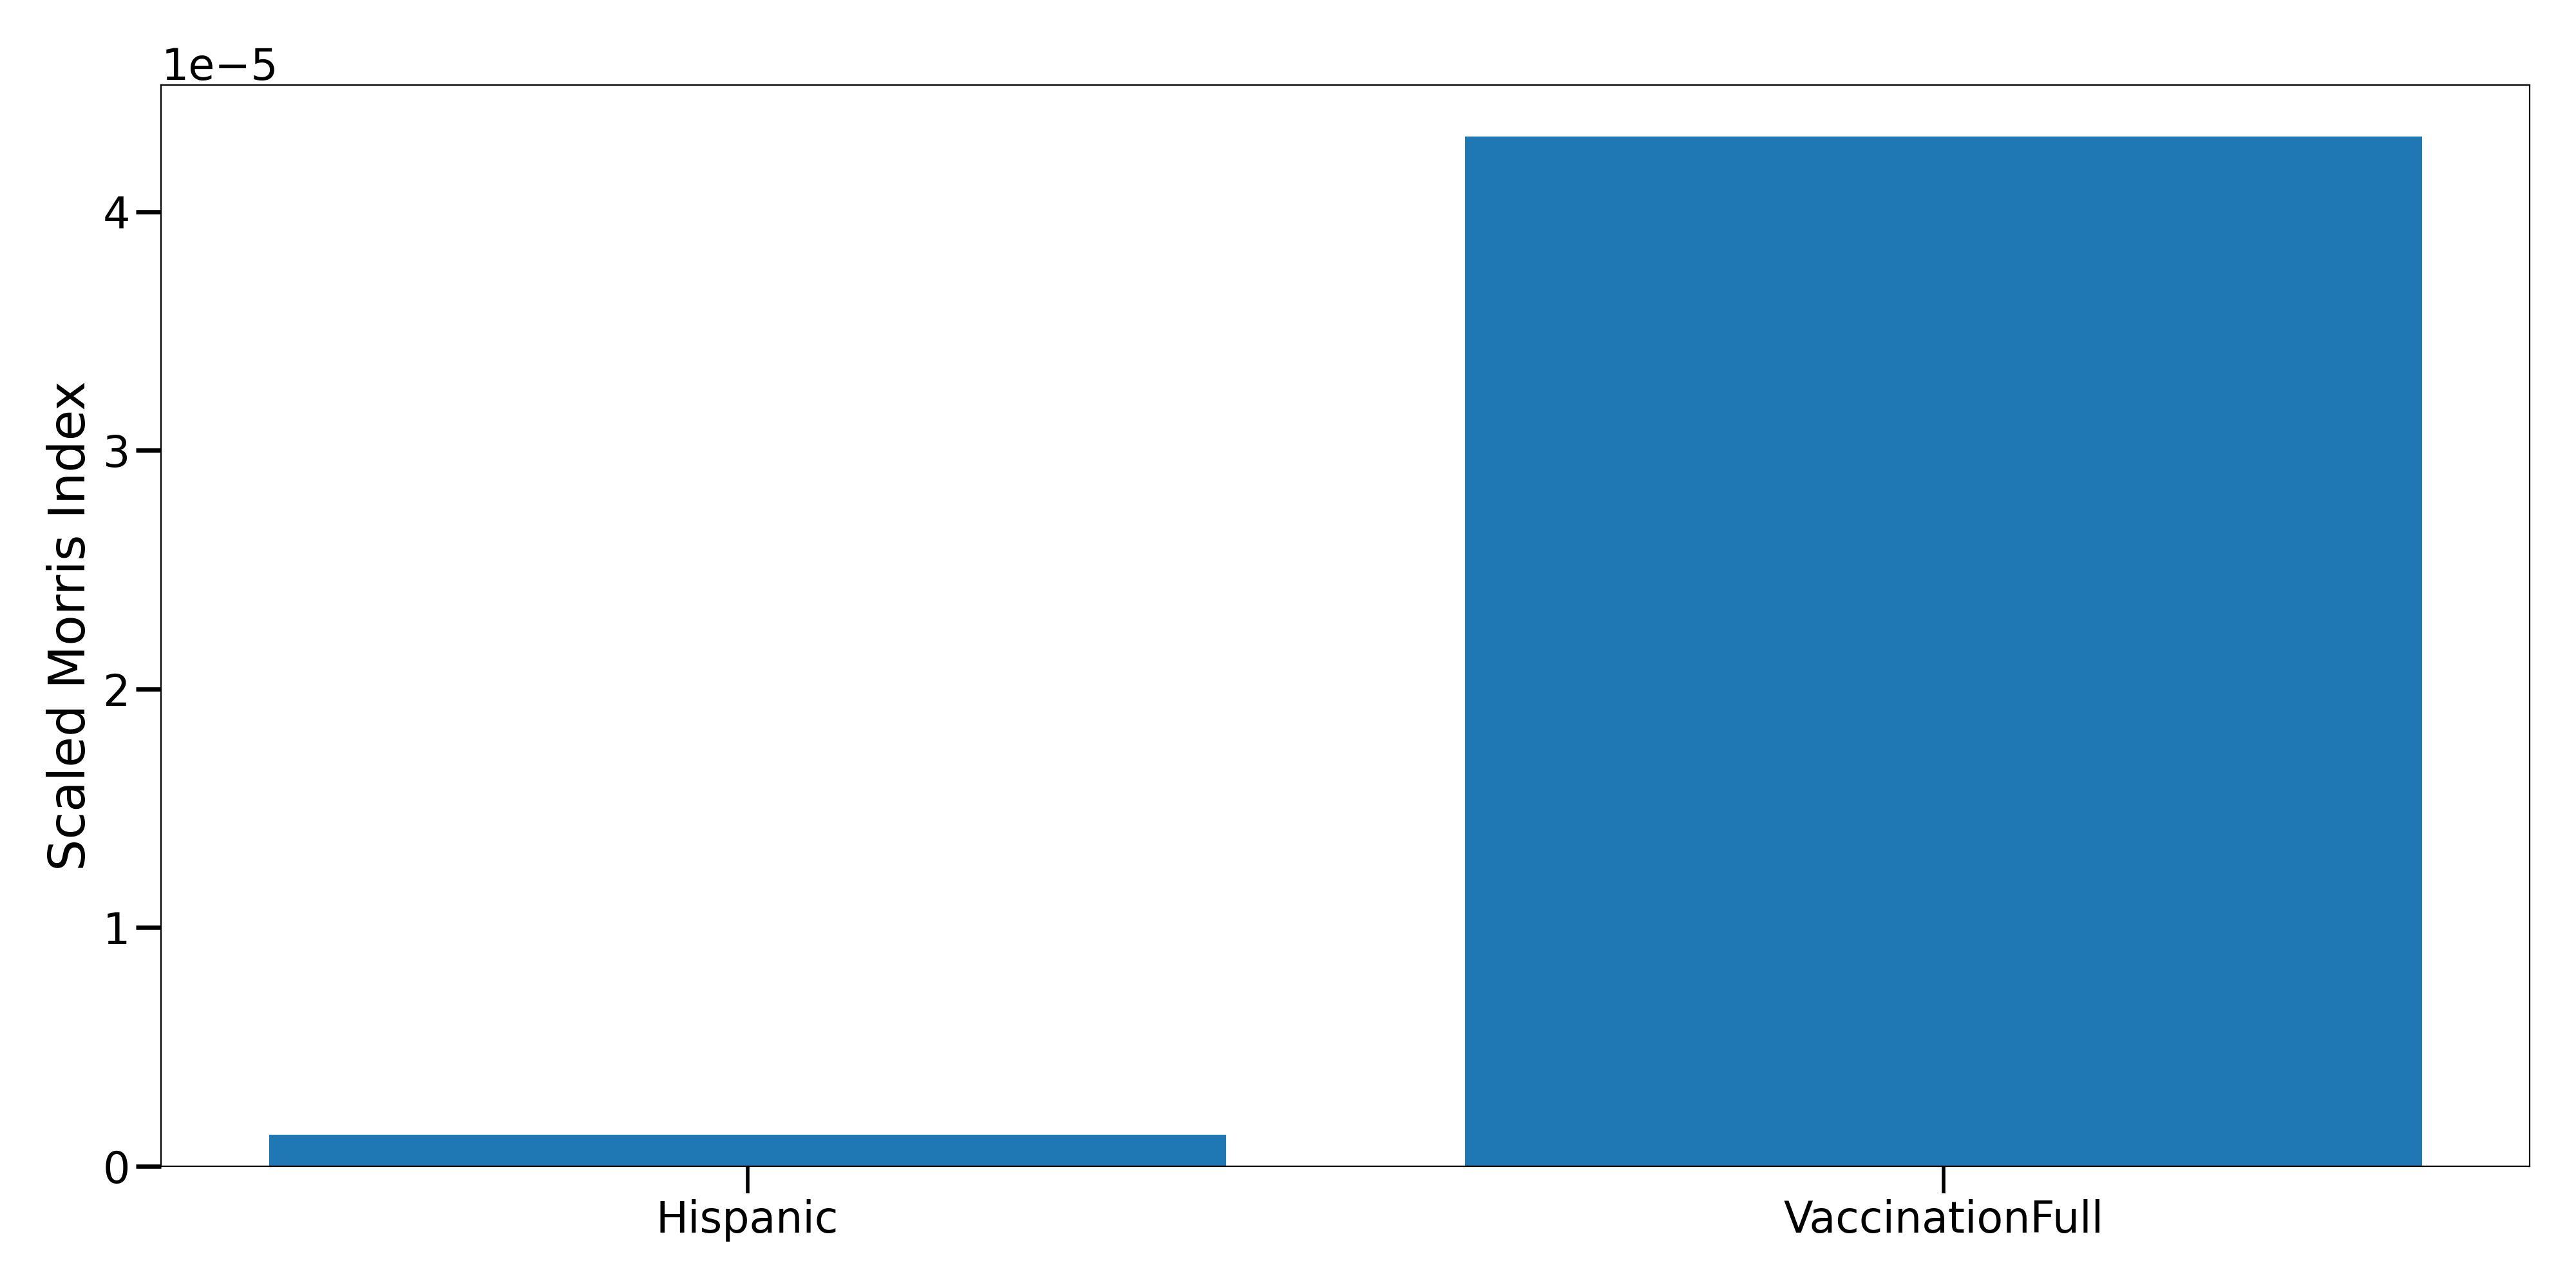 1e−5
Scaled Morris Index
4
3
2
1
0
Hispanic
VaccinationFull